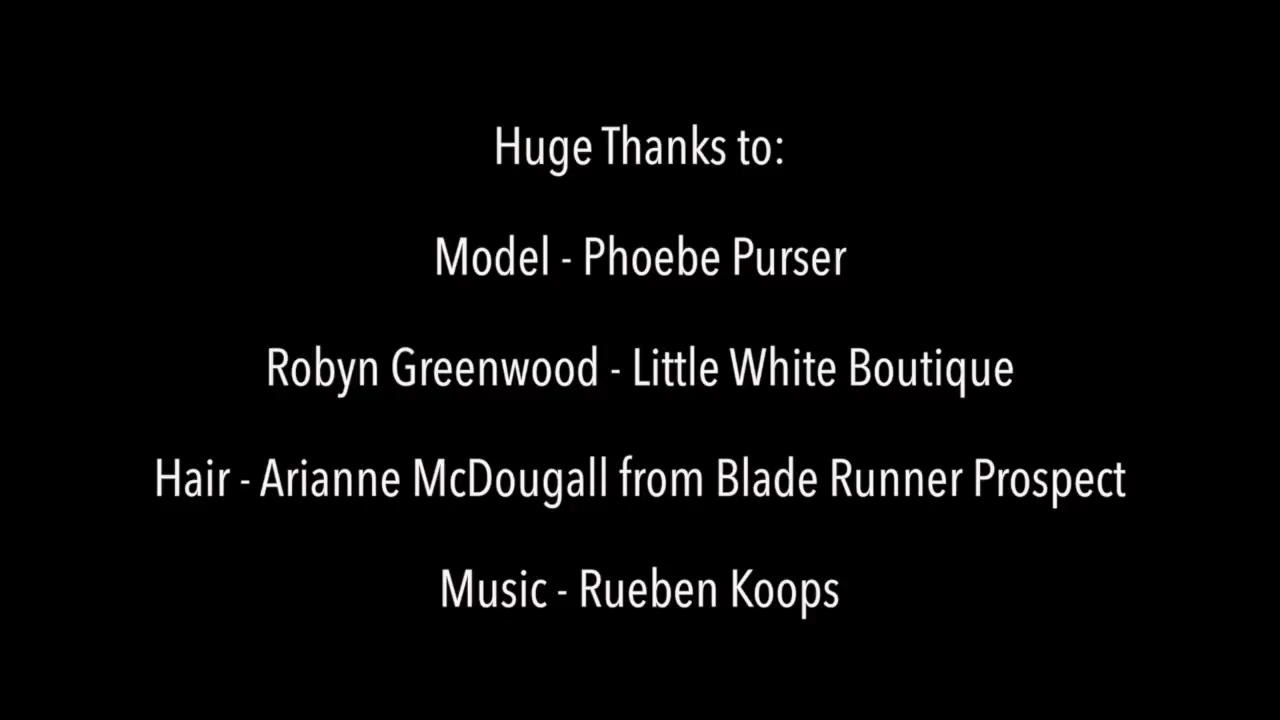 Huge Thanks to:
Model - Phoebe Purser
Robyn Greenwood - Little White Boutique
Hair - Arianne McDougall from Blade Runner Prospect
Music - Rueben Koops